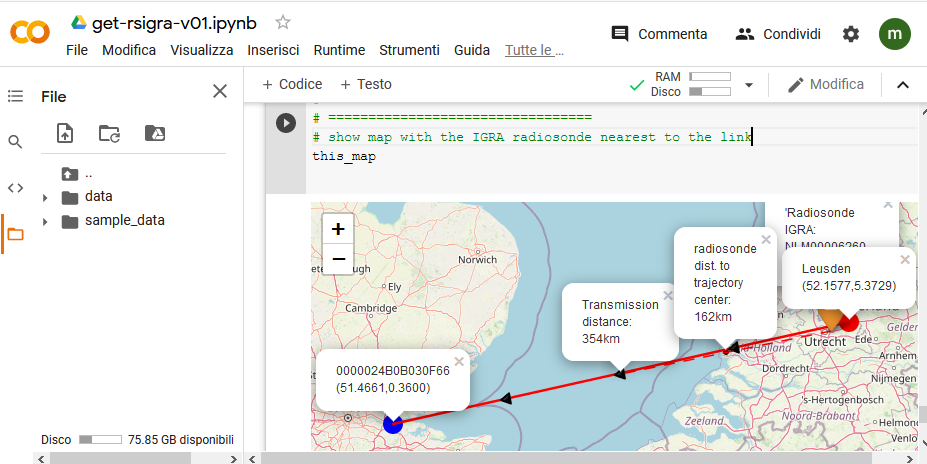 get-rsigra-v01.ipynb
File Modifica Visualizza Inserisci Runtime Strumenti Guida Tutte le …
Commenta
Condividi
m
File
..
data
sample_data
Disco 75.85 GB disponibili
+ Codice + Testo
RAM
Disco
Modifica
# =================================
# show map with the IGRA radiosonde nearest to the link
this_map
+
−
Norwich
Ely
Cambridge
'Radiosonde
IGRA:
NLM00006260
radiosonde
dist. to
trajectory
center:
162km
Leusden
(52.1577,5.3729)
Transmission
distance:
354km
0000024B0B030F66
(51.4661,0.3600)
Utrecht
Ede
Gelder
Arnhem
Holland
Dordrecht
Nijmegen
's-Hertogenbosch
Noord-Brabant
Zeeland
Helmon
Venlo